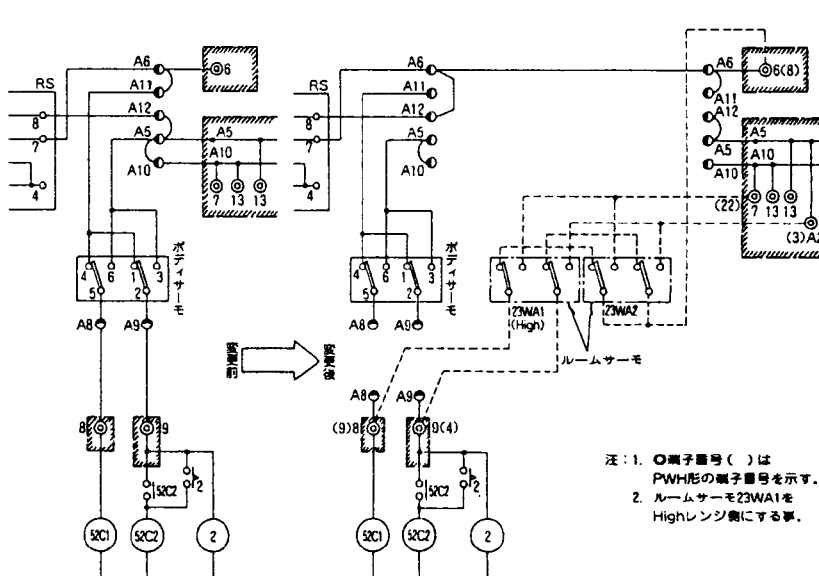 A6
6
RS
A11
A12
8
A5
A5
7
A10
A10
4
7
13
13
ボディサーモ
4
6
1
3
5
2
A8
A9
8
9
52C2
2
52C1
52C2
2
変更前
変更後
RS
A6
A11
A12
8
A5
7
A10
4
ボディサーモ
4
6
1
3
5
2
A8
A9
A8
A9
(9)8
9(4)
52C2
2
52C1
52C2
2
A6
6(8)
A11
A12
A5
A5
A10
A10
(22)
7
13
13
(3)A2
23WA1
(High)
23WA2
ルームサーモ
注:1. ◎端子番号( )は
PWH形の端子番号を示す。
2. ルームサーモ23WA1を
Highレンジ側にする事。